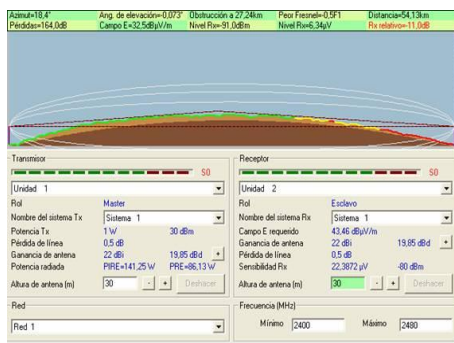 Azimut=18,4° Ang. de elevación=-0,073° Obstrucción a 27,24km Peor Fresnel=-0,5F1 Distancia=54,13km
Pérdidas=164,0dB Campo E=32,5dBµV/m Nivel Rx=-91,0dBm Nivel Rx=6,34µV Rx relativo=-11,0dB
Transmisor Receptor
S0 S0
Unidad 1 Unidad 2
Rol Master Rol Esclavo
Nombre del sistema Tx Sistema 1 Nombre del sistema Rx Sistema 1
Potencia Tx 1 W 30 dBm Campo E requerido 43,46 dBµV/m
Pérdida de línea 0,5 dB Ganancia de antena 22 dBi 19,85 dBd +
Ganancia de antena 22 dBi 19,85 dBd + Pérdida de línea 0,5 dB
Potencia radiada PIRE=141,25 W PRE=86,13 W Sensibilidad Rx 22,3872 µV -80 dBm
Altura de antena (m) 30 - + Deshacer Altura de antena (m) 30 - + Deshacer
Red Frecuencia (MHz)
Red 1 Mínimo 2400 Máximo 2480